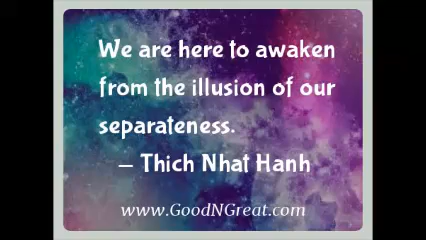 We are here to awaken
from the illusion of our
separateness.
– Thich Nhat Hanh
www.GoodNGreat.com